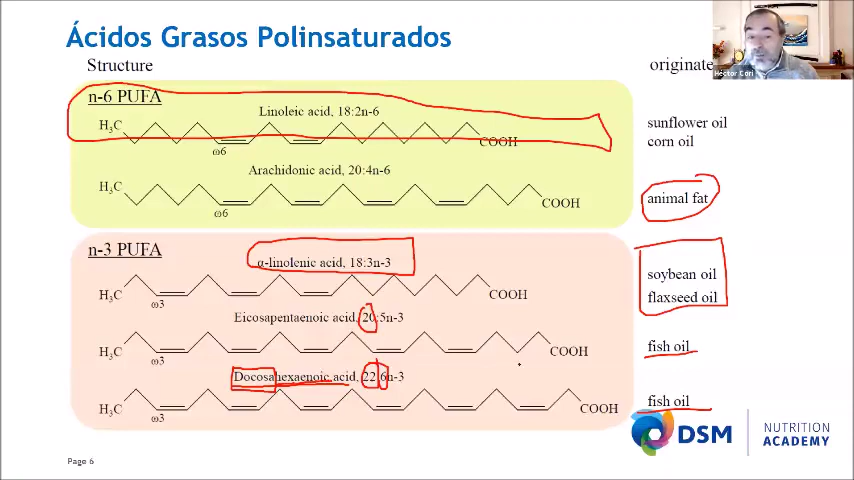 Ácidos Grasos Polinsaturados
Structure
originate
Héctor Cori
n-6 PUFA
Linoleic acid, 18:2n-6
H3C
COOH
ω6
sunflower oil
corn oil
Arachidonic acid, 20:4n-6
H3C
COOH
ω6
animal fat
n-3 PUFA
α-linolenic acid, 18:3n-3
H3C
COOH
ω3
soybean oil
flaxseed oil
Eicosapentaenoic acid, 20:5n-3
H3C
COOH
ω3
fish oil
Docosahexaenoic acid, 22:6n-3
H3C
COOH
ω3
fish oil
DSM
NUTRITION
ACADEMY
Page 6